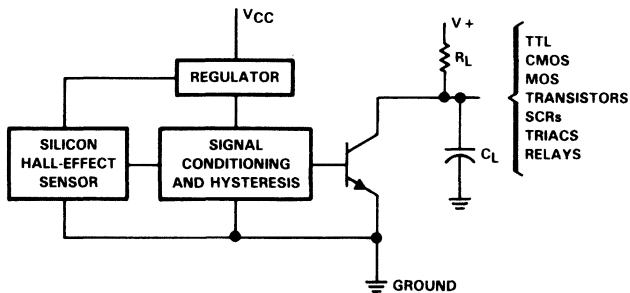 VCC
V+
REGULATOR
RL
TTL
CMOS
MOS
TRANSISTORS
SCRs
TRIACS
RELAYS
SILICON
HALL-EFFECT
SENSOR
SIGNAL
CONDITIONING
AND HYSTERESIS
CL
GROUND